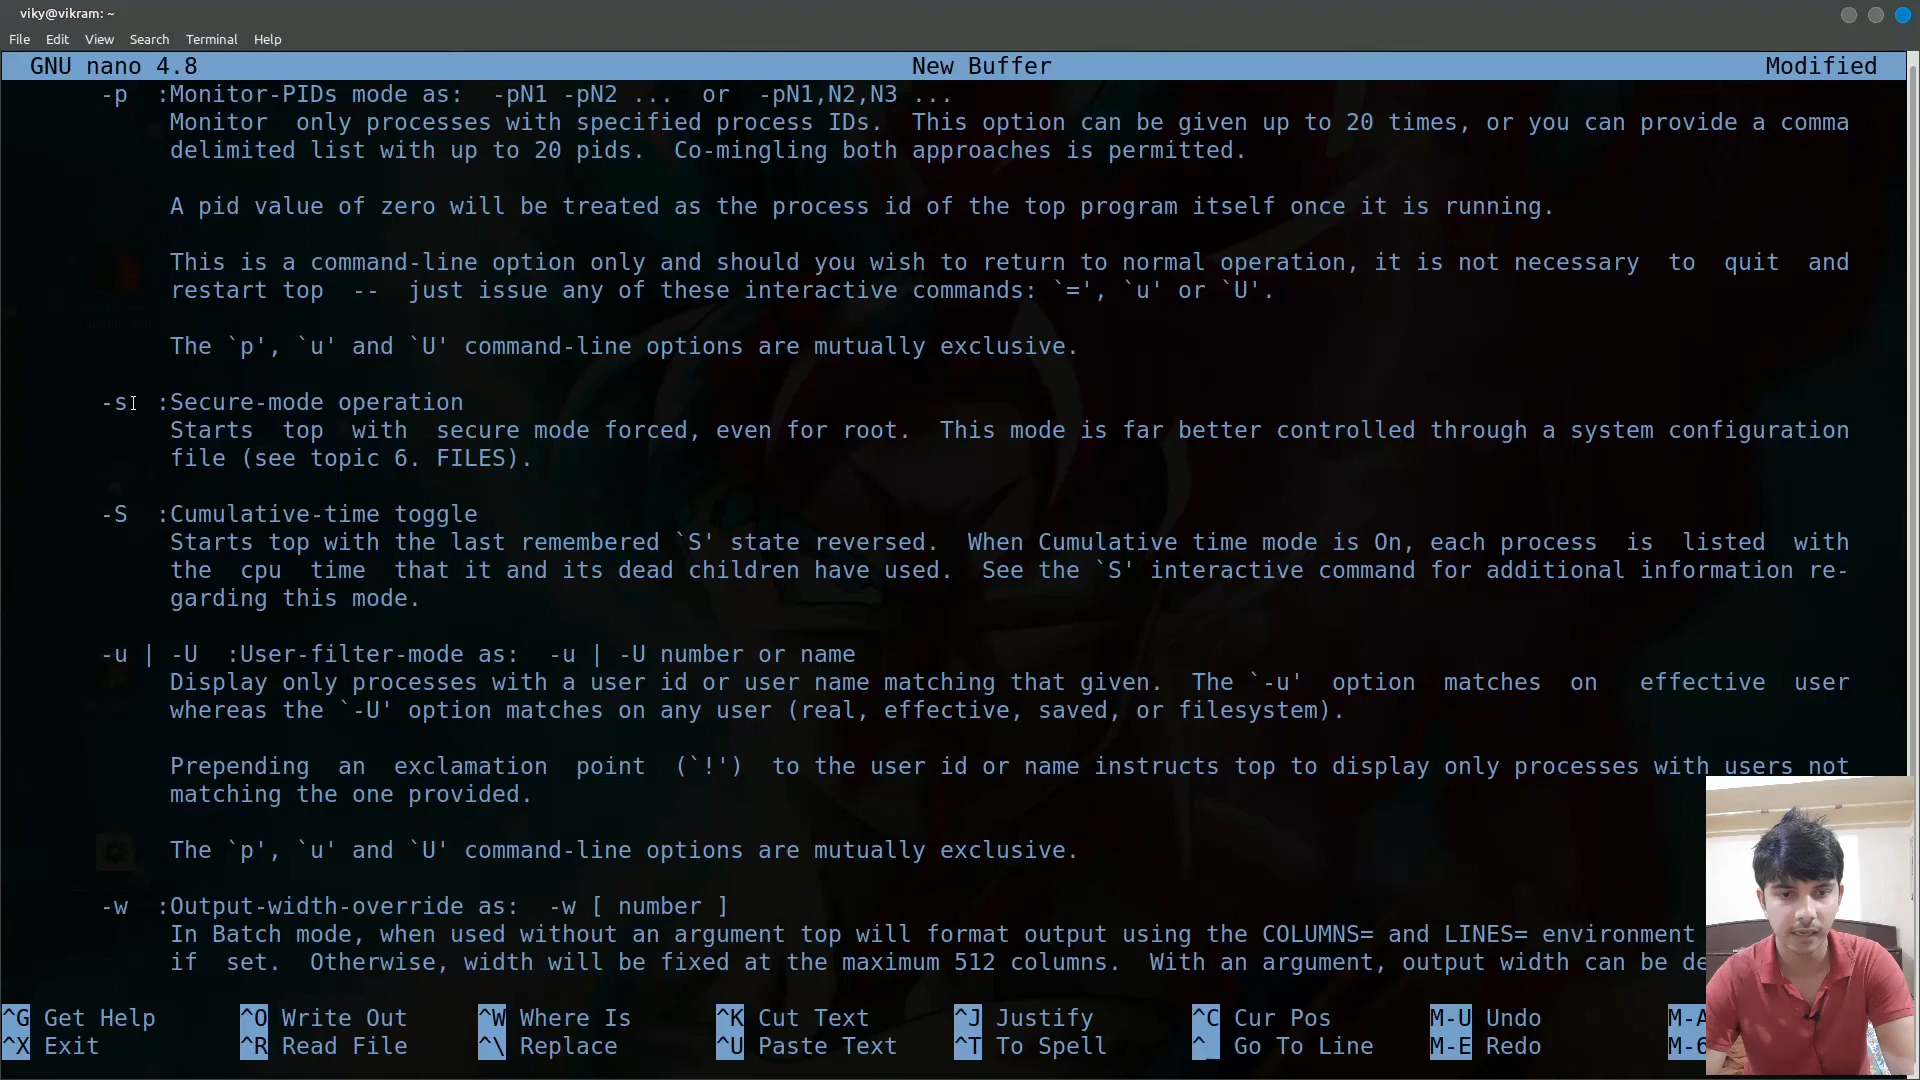 viky@vikram: ~
File Edit View Search Terminal Help
GNU nano 4.8 New Buffer Modified
-p  :Monitor-PIDs mode as:  -pN1 -pN2 ...  or  -pN1,N2,N3 ...
Monitor  only processes with specified process IDs.  This option can be given up to 20 times, or you can provide a comma
delimited list with up to 20 pids.  Co-mingling both approaches is permitted.
A pid value of zero will be treated as the process id of the top program itself once it is running.
This is a command-line option only and should you wish to return to normal operation, it is not necessary  to  quit  and
restart top  --  just issue any of these interactive commands: `=', `u' or `U'.
The `p', `u' and `U' command-line options are mutually exclusive.
-s  :Secure-mode operation
Starts  top  with  secure mode forced, even for root.  This mode is far better controlled through a system configuration
file (see topic 6. FILES).
-S  :Cumulative-time toggle
Starts top with the last remembered `S' state reversed.  When Cumulative time mode is On, each process  is  listed  with
the  cpu  time  that it and its dead children have used.  See the `S' interactive command for additional information re-
garding this mode.
-u | -U  :User-filter-mode as:  -u | -U number or name
Display only processes with a user id or user name matching that given.  The `-u'  option  matches  on   effective  user
whereas the `-U' option matches on any user (real, effective, saved, or filesystem).
Prepending  an  exclamation  point  (`!')  to the user id or name instructs top to display only processes with users not
matching the one provided.
The `p', `u' and `U' command-line options are mutually exclusive.
-w  :Output-width-override as:  -w [ number ]
In Batch mode, when used without an argument top will format output using the COLUMNS= and LINES= environment
if  set.  Otherwise, width will be fixed at the maximum 512 columns.  With an argument, output width can be de
^G Get Help ^O Write Out ^W Where Is ^K Cut Text ^J Justify ^C Cur Pos M-U Undo M-A
^X Exit ^R Read File ^\ Replace ^U Paste Text ^T To Spell ^_ Go To Line M-E Redo M-6